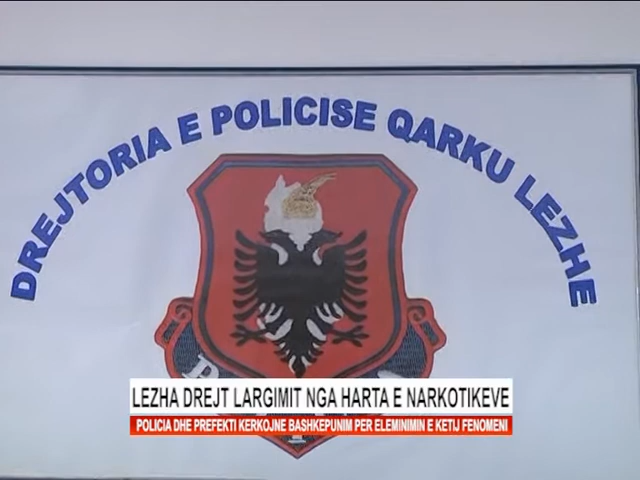 DREJTORIA E POLICISE QARKU LEZHE
LEZHA DREJT LARGIMIT NGA HARTA E NARKOTIKEVE
POLICIA DHE PREFEKTI KERKOJNE BASHKEPUNIM PER ELEMINIMIN E KETIJ FENOMENI